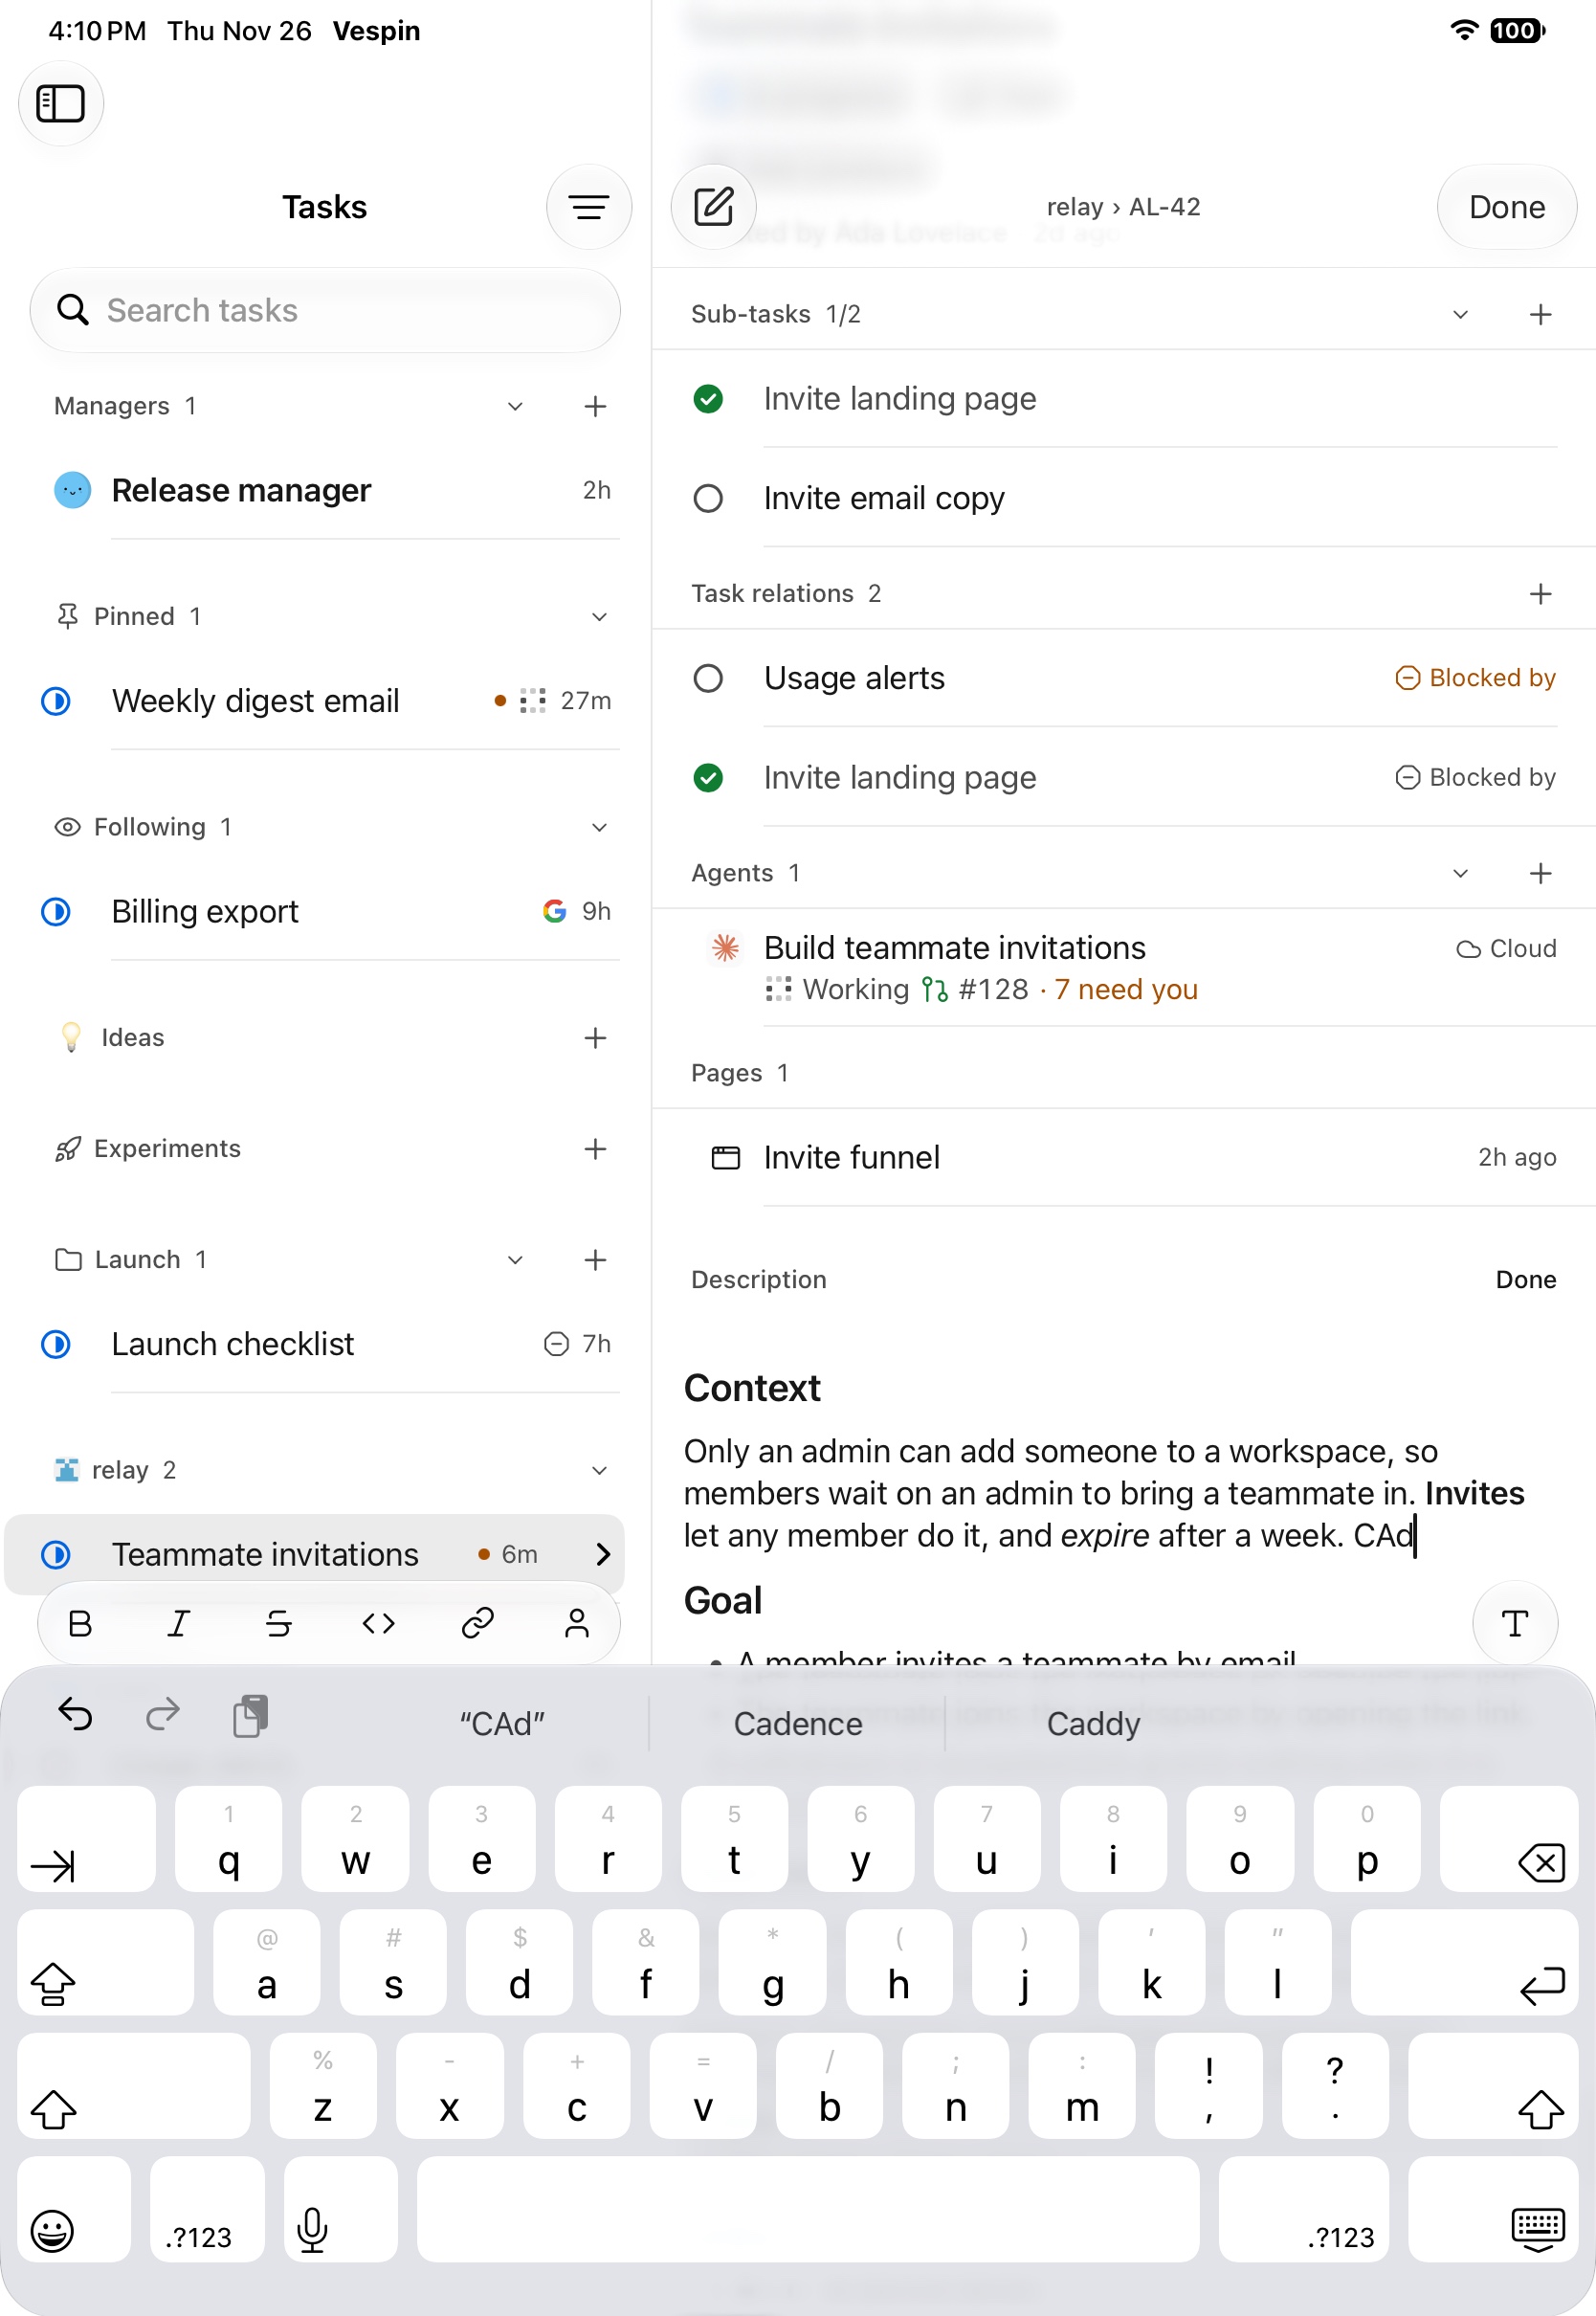 4:10 PM Thu Nov 26 Vespin
100
Tasks
Search tasks
Managers 1
Release manager 2h
Pinned 1
Weekly digest email 27m
Following 1
Billing export 9h
Ideas
Experiments
Launch 1
Launch checklist 7h
relay 2
Teammate invitations 6m
relay › AL-42
Done
Sub-tasks 1/2
Invite landing page
Invite email copy
Task relations 2
Usage alerts Blocked by
Invite landing page Blocked by
Agents 1
Build teammate invitations Cloud
Working #128 · 7 need you
Pages 1
Invite funnel 2h ago
Description Done
Context
Only an admin can add someone to a workspace, so
members wait on an admin to bring a teammate in. Invites
let any member do it, and expire after a week. CAd
Goal
• A member invites a teammate by email
B I S <> T
“CAd” Cadence Caddy
1 2 3 4 5 6 7 8 9 0
q w e r t y u i o p
@ # $ & * ( ) ' "
a s d f g h j k l
% - + = / ; : ! ?
z x c v b n m , .
.?123 .?123